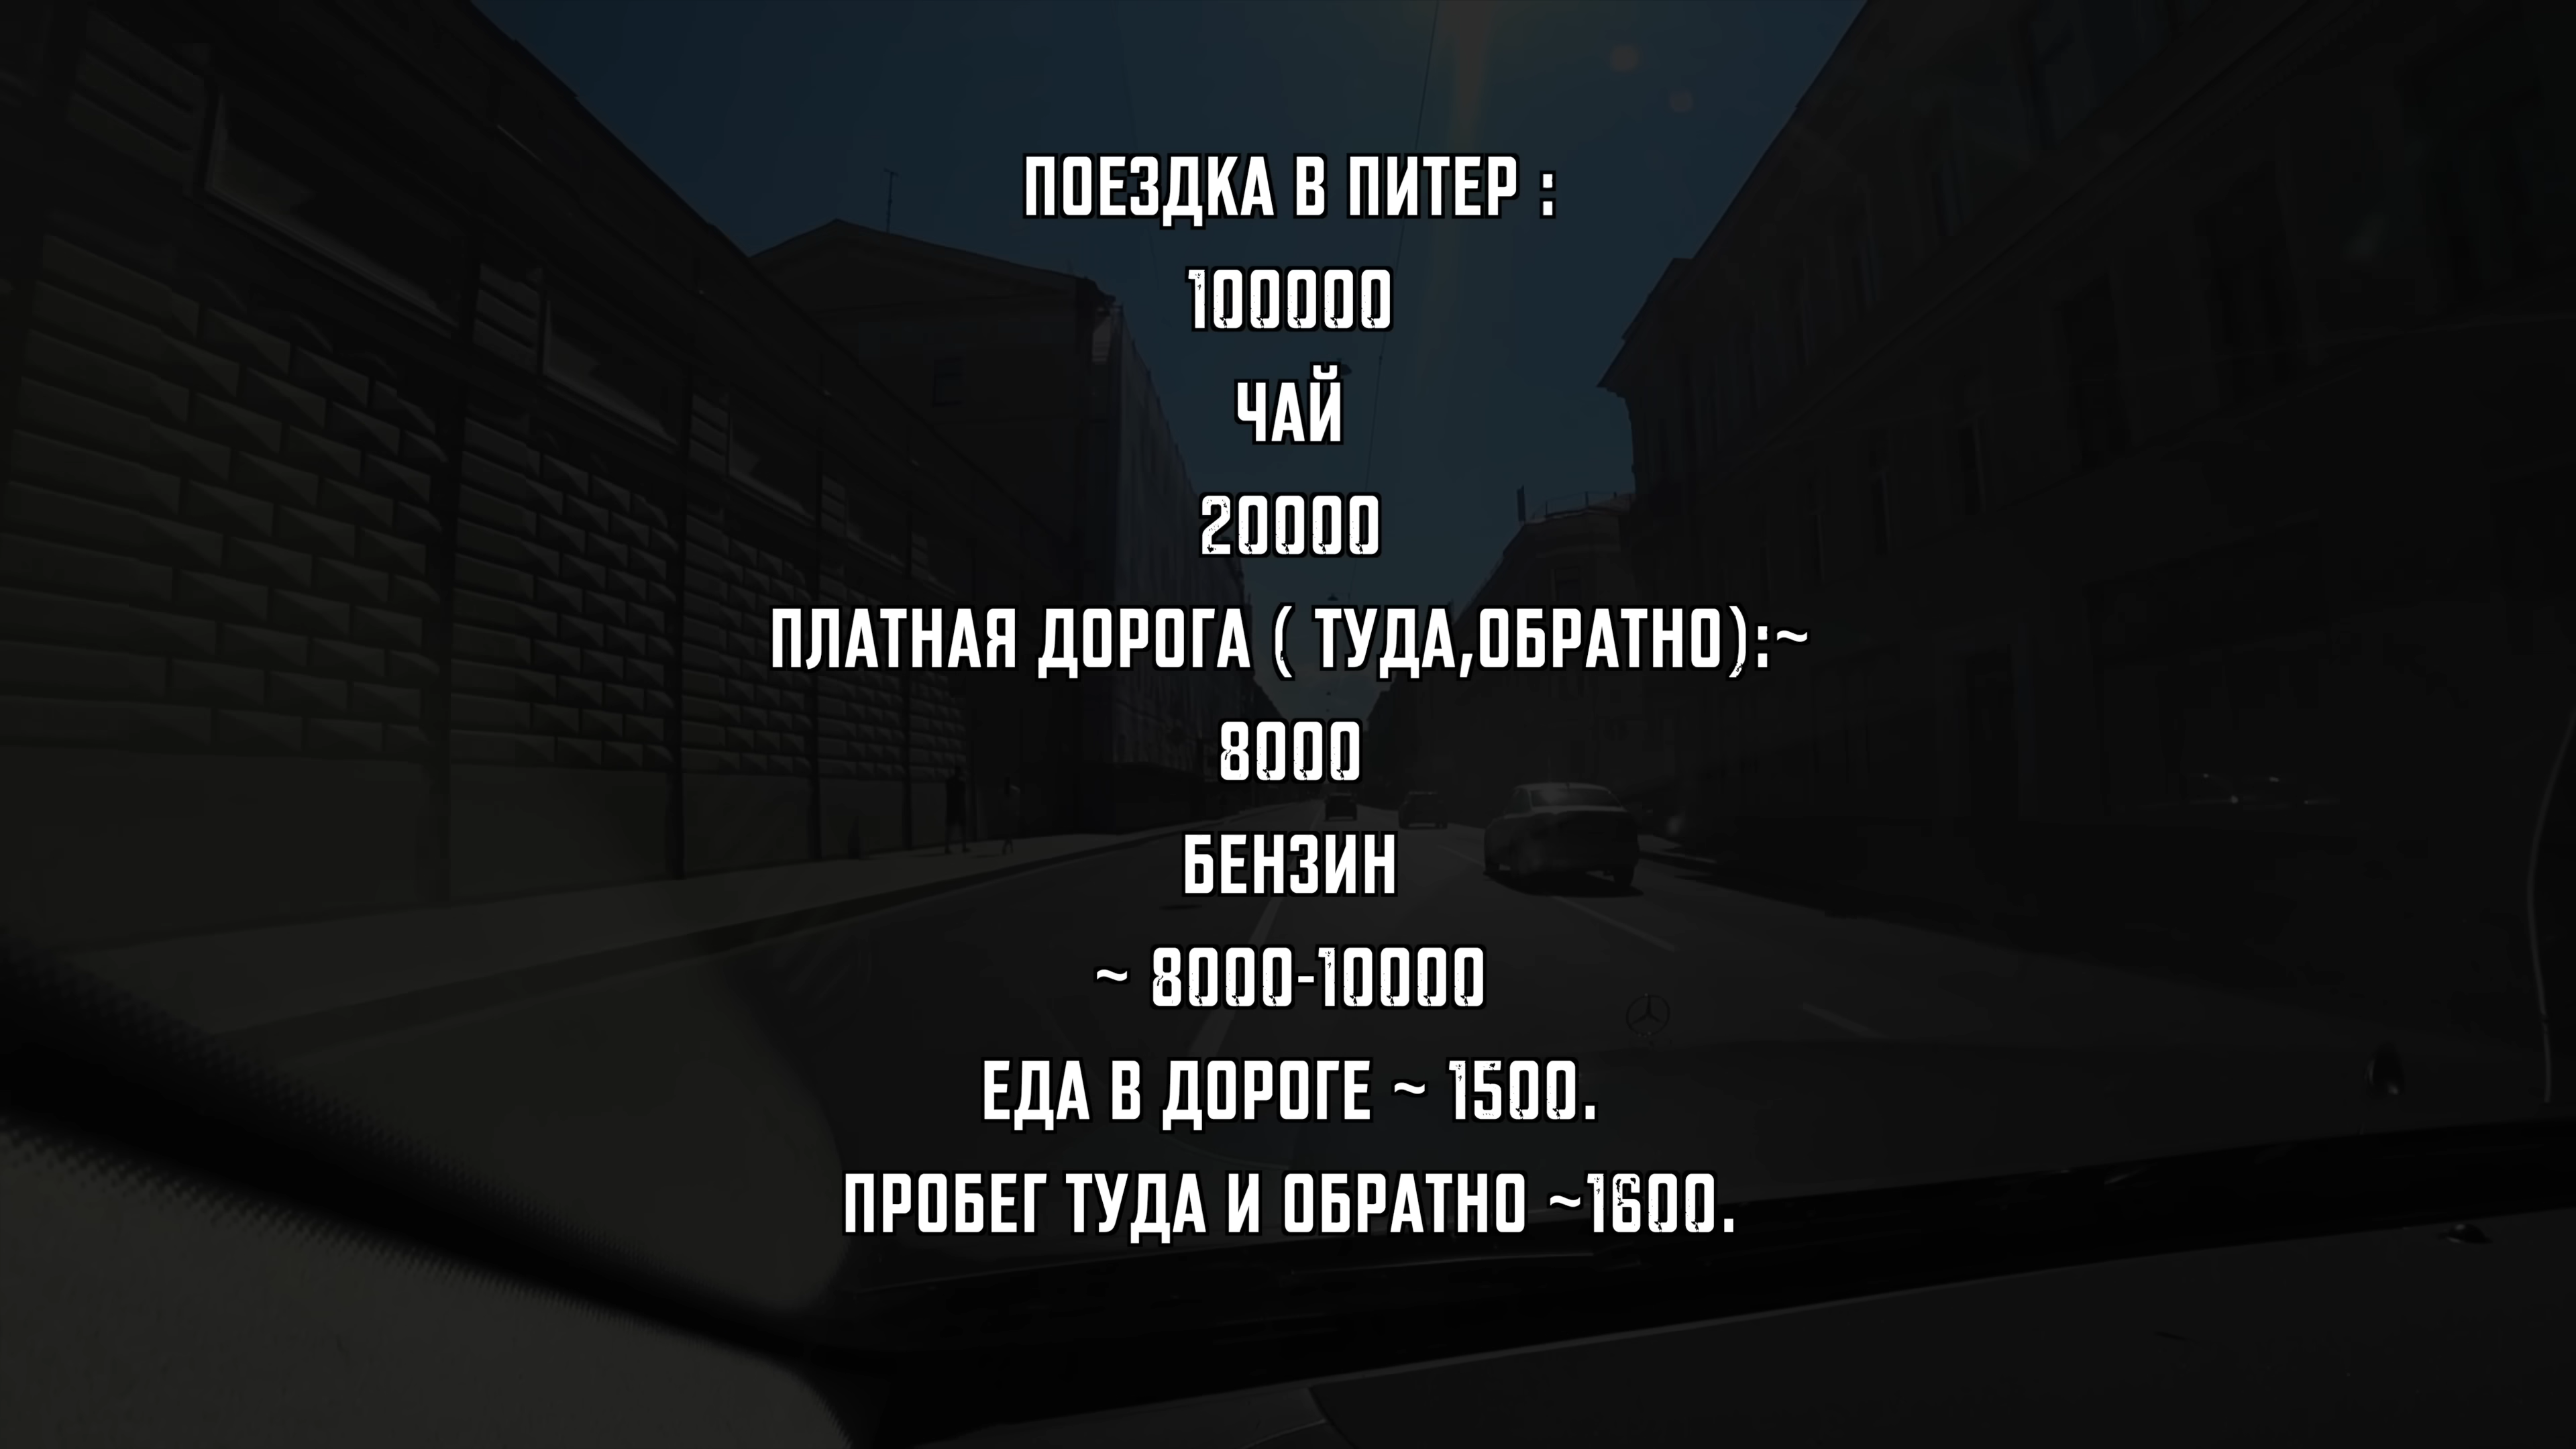 ПОЕЗДКА В ПИТЕР :
100000
ЧАЙ
20000
ПЛАТНАЯ ДОРОГА ( ТУДА,ОБРАТНО):~
8000
БЕНЗИН
~ 8000-10000
ЕДА В ДОРОГЕ ~ 1500.
ПРОБЕГ ТУДА И ОБРАТНО ~1600.